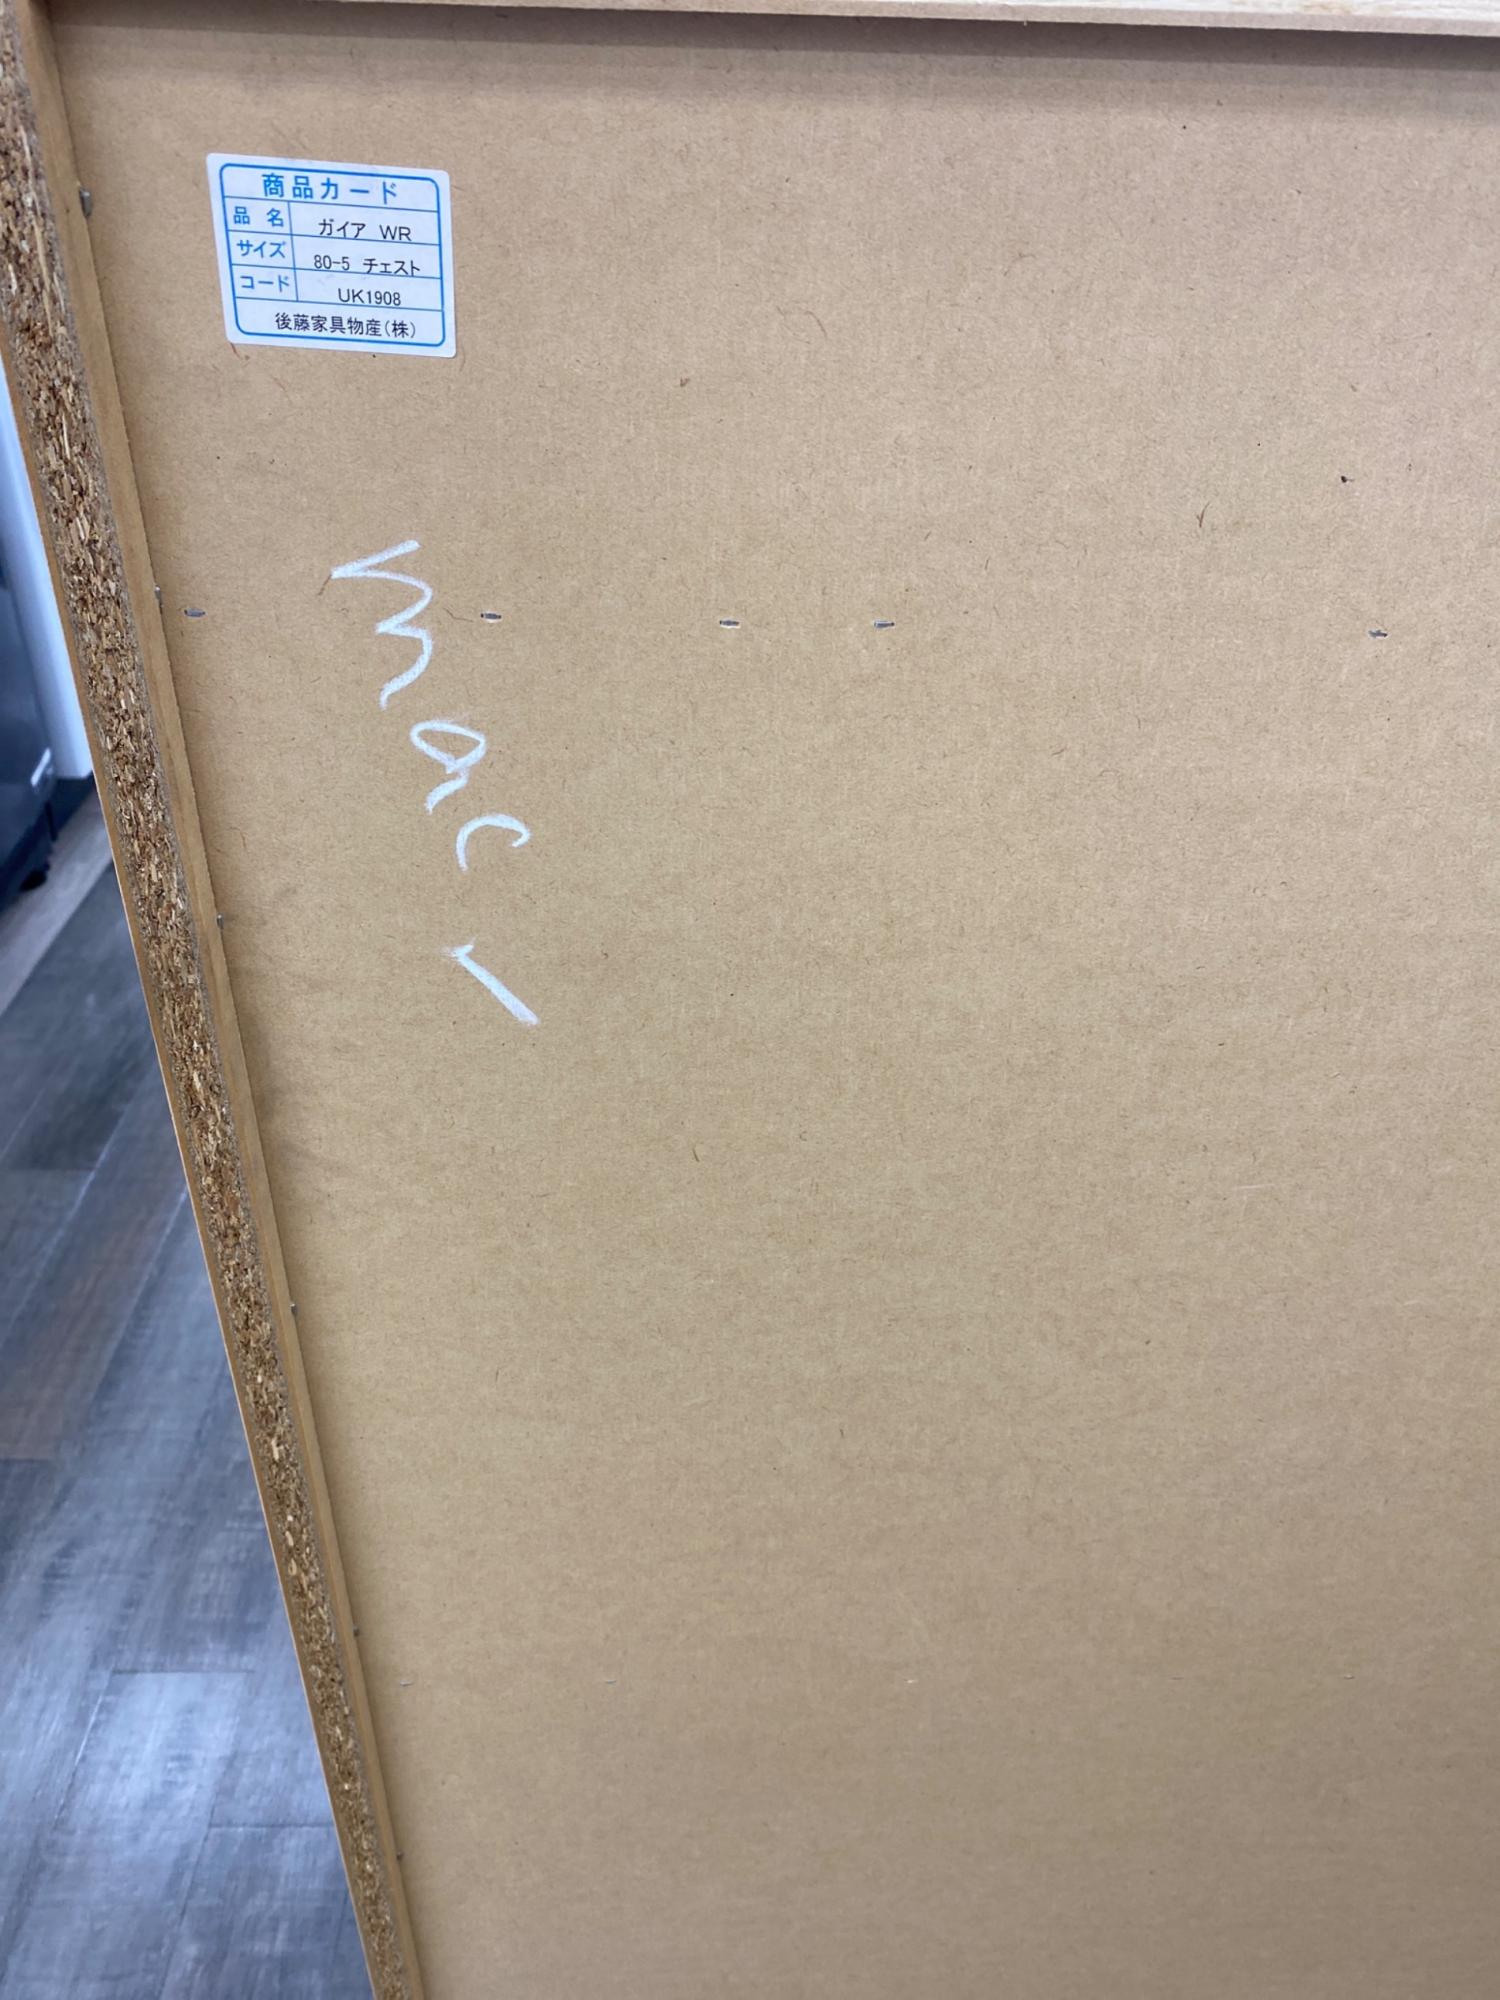 商品カード
品名 ガイア WR
サイズ 80-5 チェスト
コード UK1908
後藤家具物産(株)
mac 1